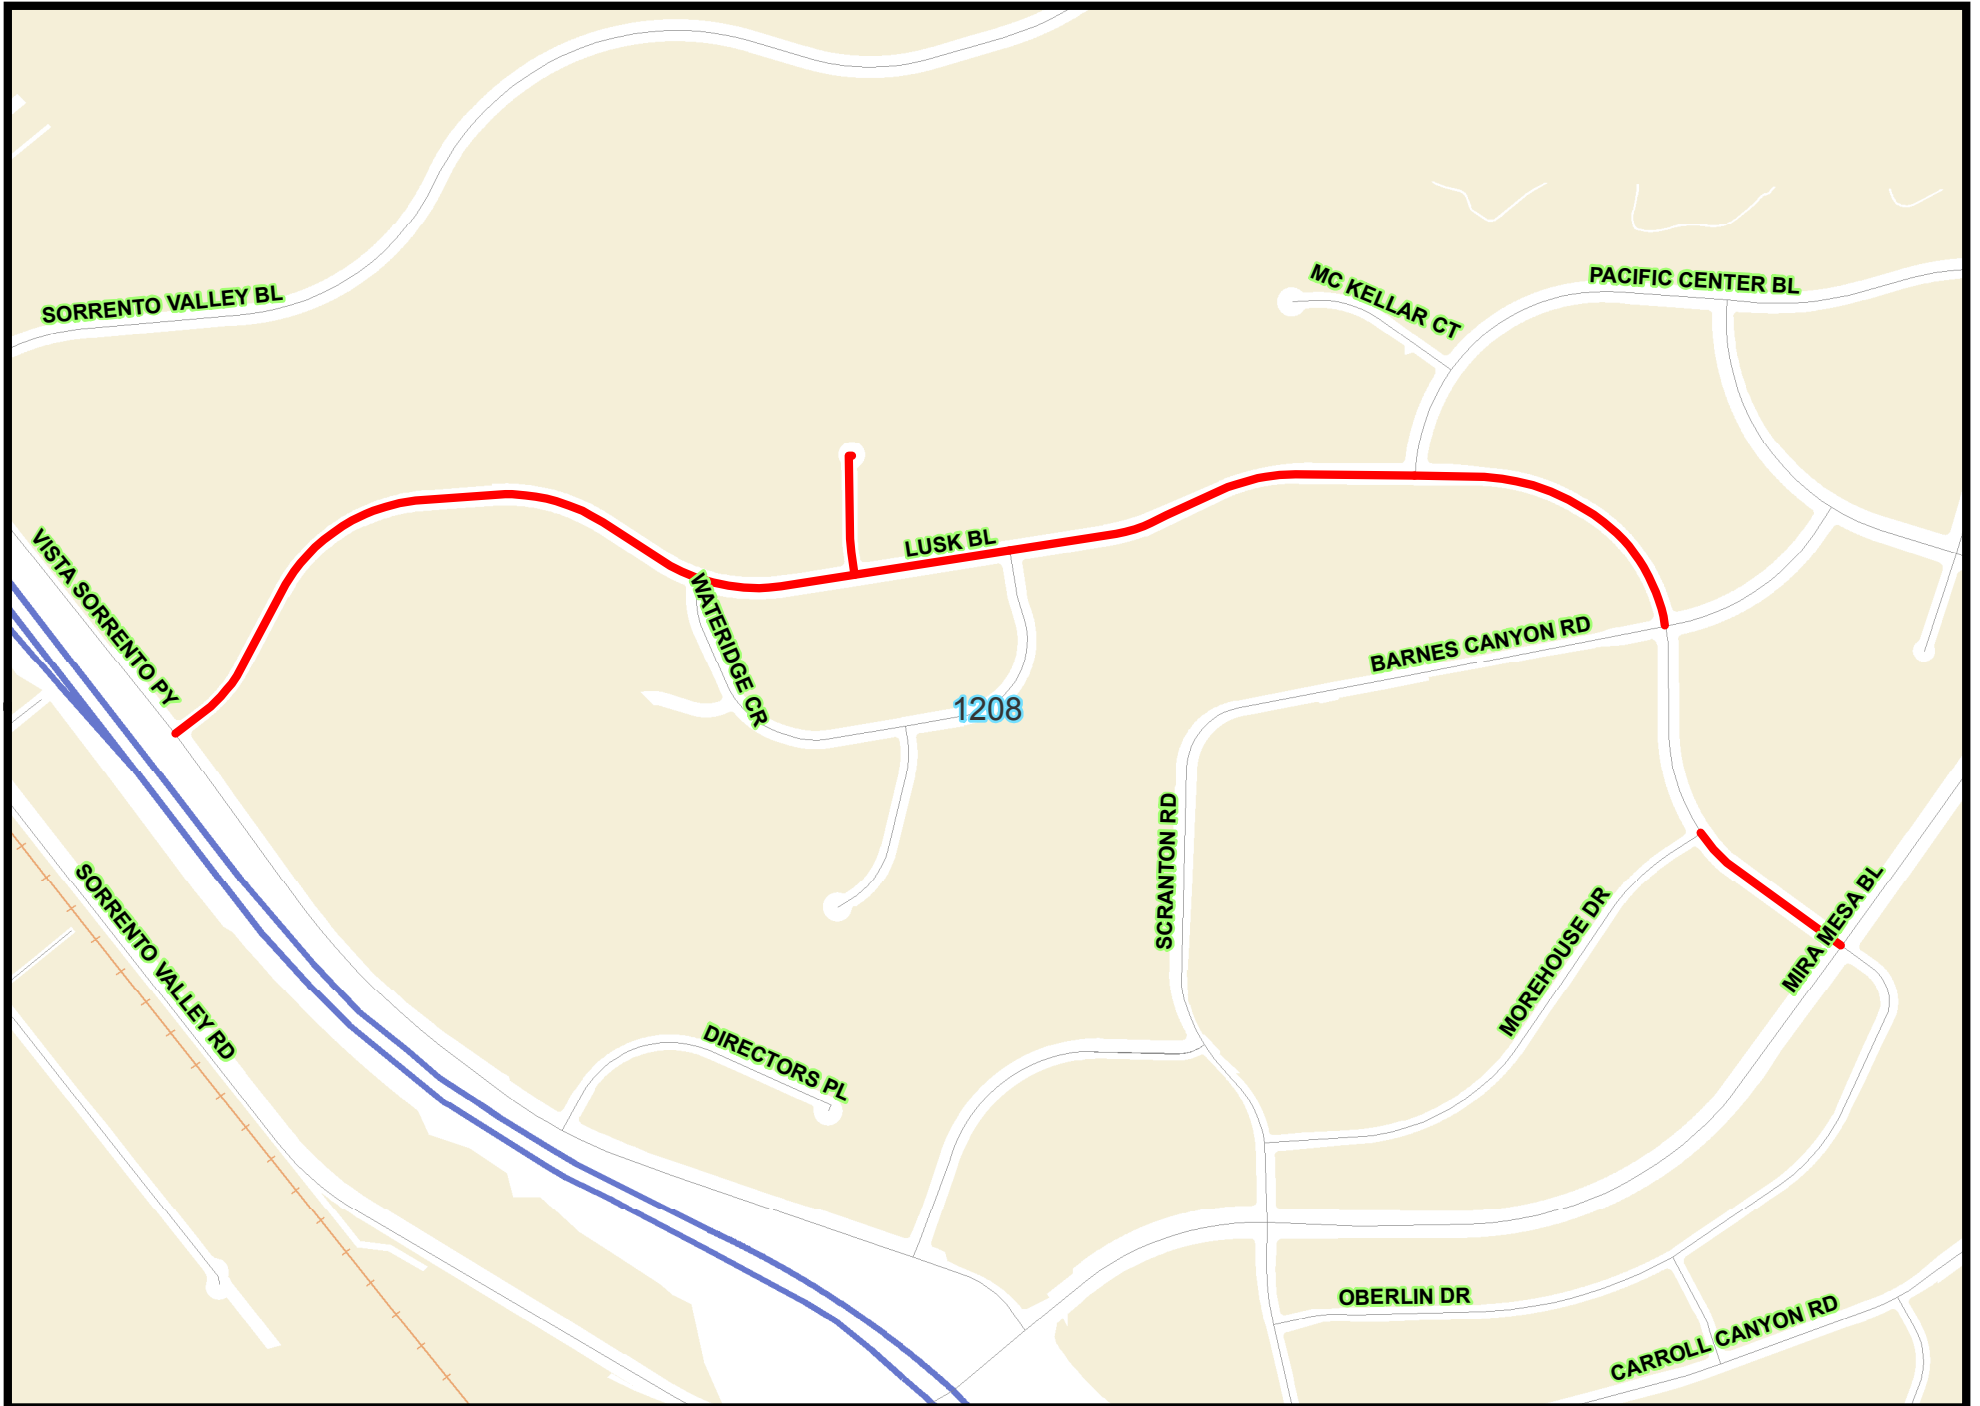 MC KELLAR CT
PACIFIC CENTER BL
SORRENTO VALLEY BL
LUSK BL
VISTA SORRENTO PY
WATERIDGE CR
BARNES CANYON RD
1208
SCRANTON RD
MOREHOUSE DR
MIRA MESA BL
SORRENTO VALLEY RD
DIRECTORS PL
OBERLIN DR
CARROLL CANYON RD